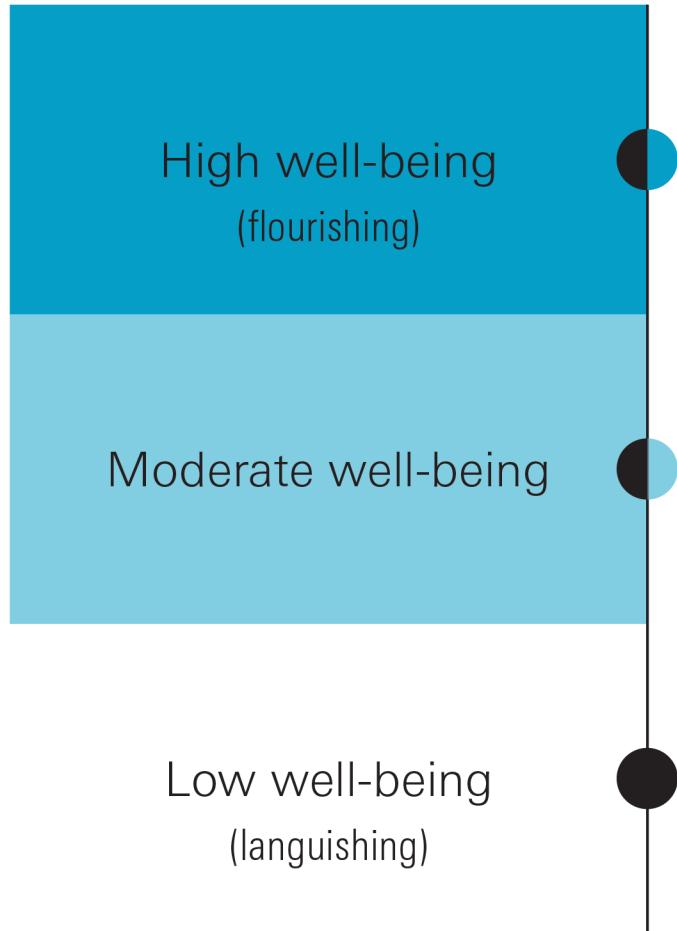 High well-being
(flourishing)
Moderate well-being
Low well-being
(languishing)